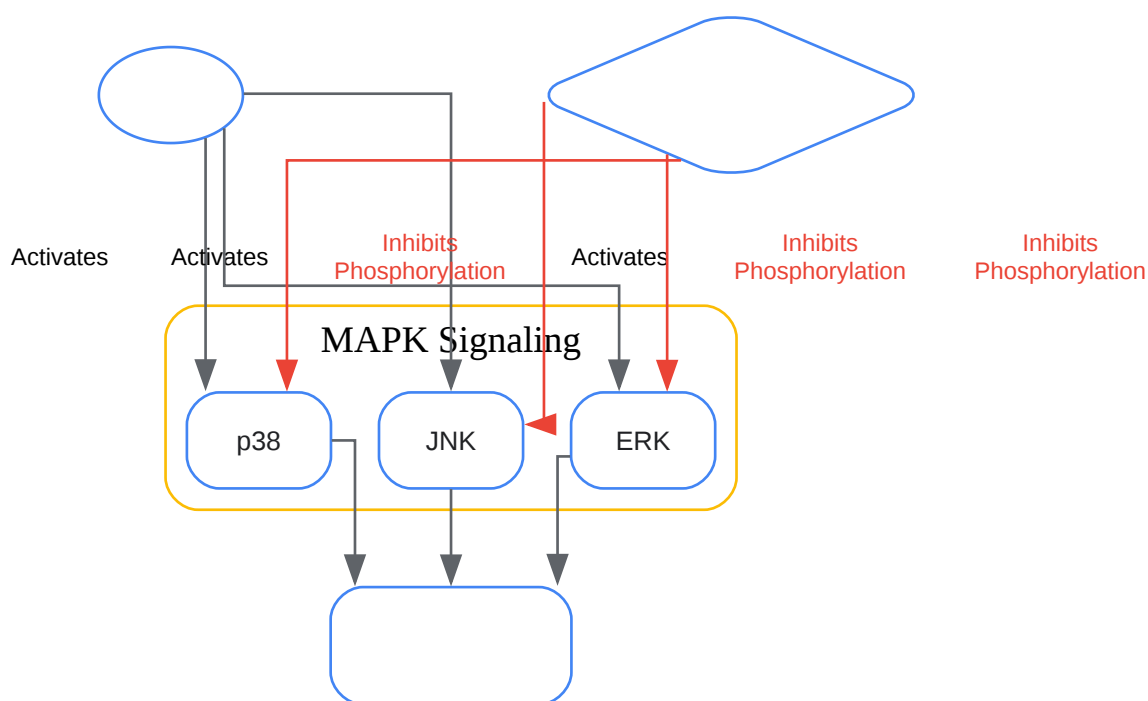 Activates
Activates
Inhibits
Phosphorylation
Activates
Inhibits
Phosphorylation
Inhibits
Phosphorylation
MAPK Signaling
p38
JNK
ERK